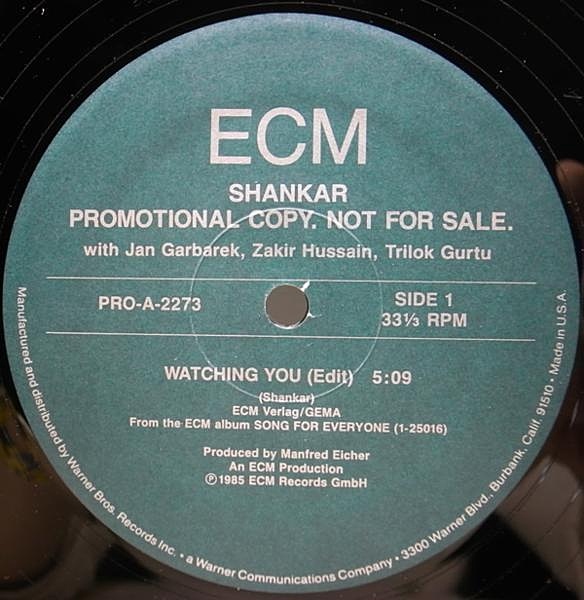 ECM
SHANKAR
PROMOTIONAL COPY. NOT FOR SALE.
with Jan Garbarek, Zakir Hussain, Trilok Gurtu
PRO-A-2273
SIDE 1
33⅓ RPM
WATCHING YOU (Edit) 5:09
(Shankar)
ECM Verlag/GEMA
From the ECM album SONG FOR EVERYONE (1-25016)
Produced by Manfred Eicher
An ECM Production
℗1985 ECM Records GmbH
Manufactured and distributed by Warner Bros. Records Inc. • a Warner Communications Company • 3300 Warner Blvd., Burbank, Calif. 91510 • Made in U.S.A.